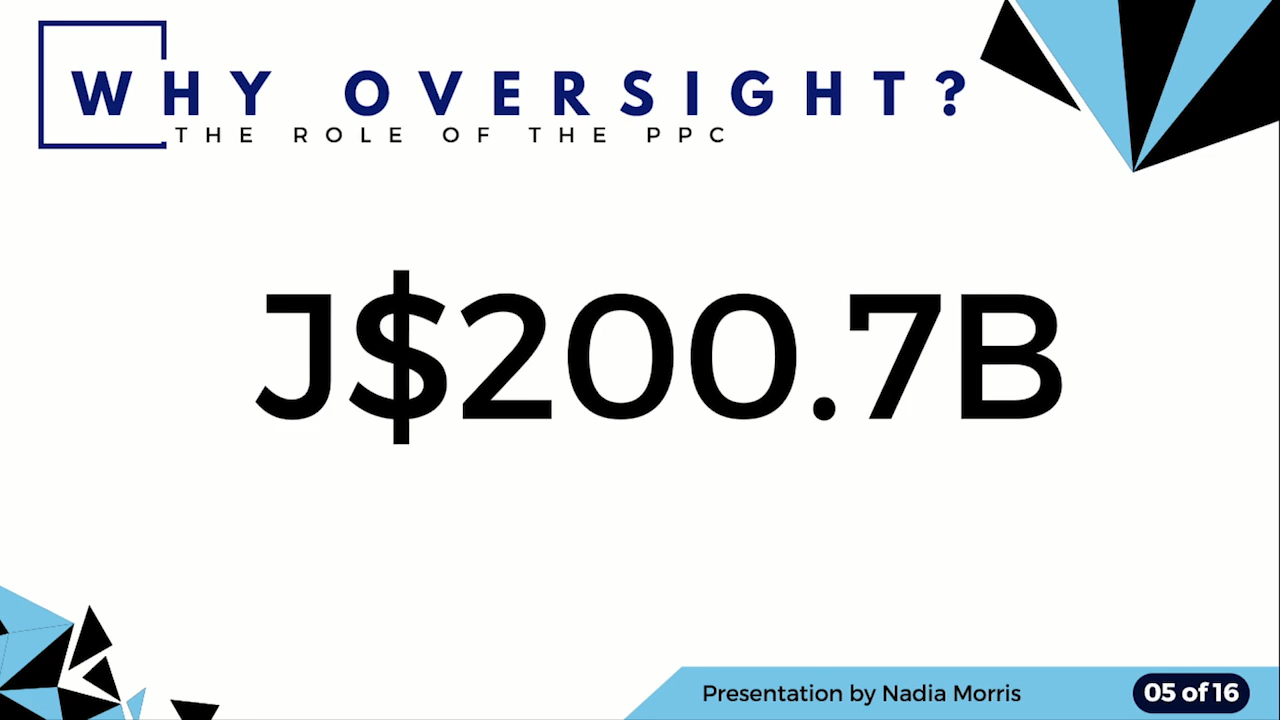 WHY OVERSIGHT?
THE ROLE OF THE PPC
J$200.7B
Presentation by Nadia Morris
05 of 16